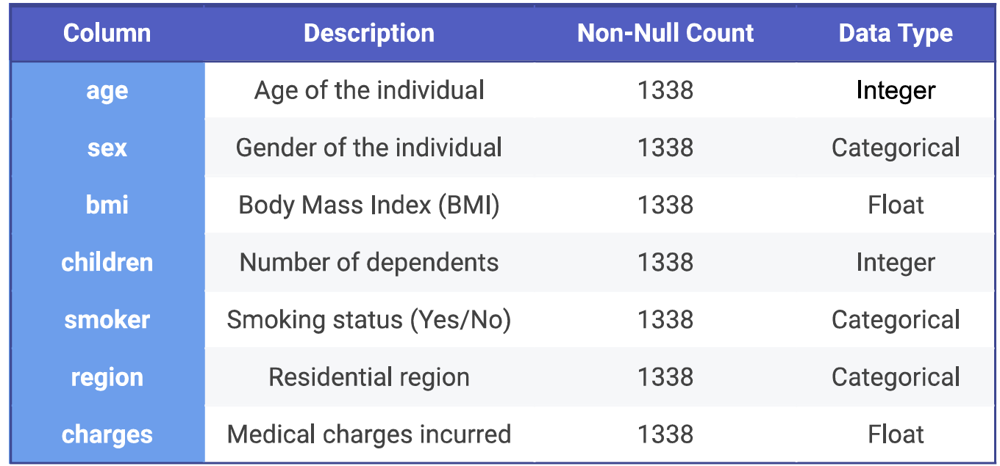 Column Description Non-Null Count Data Type
age Age of the individual 1338 Integer
sex Gender of the individual 1338 Categorical
bmi Body Mass Index (BMI) 1338 Float
children Number of dependents 1338 Integer
smoker Smoking status (Yes/No) 1338 Categorical
region Residential region 1338 Categorical
charges Medical charges incurred 1338 Float